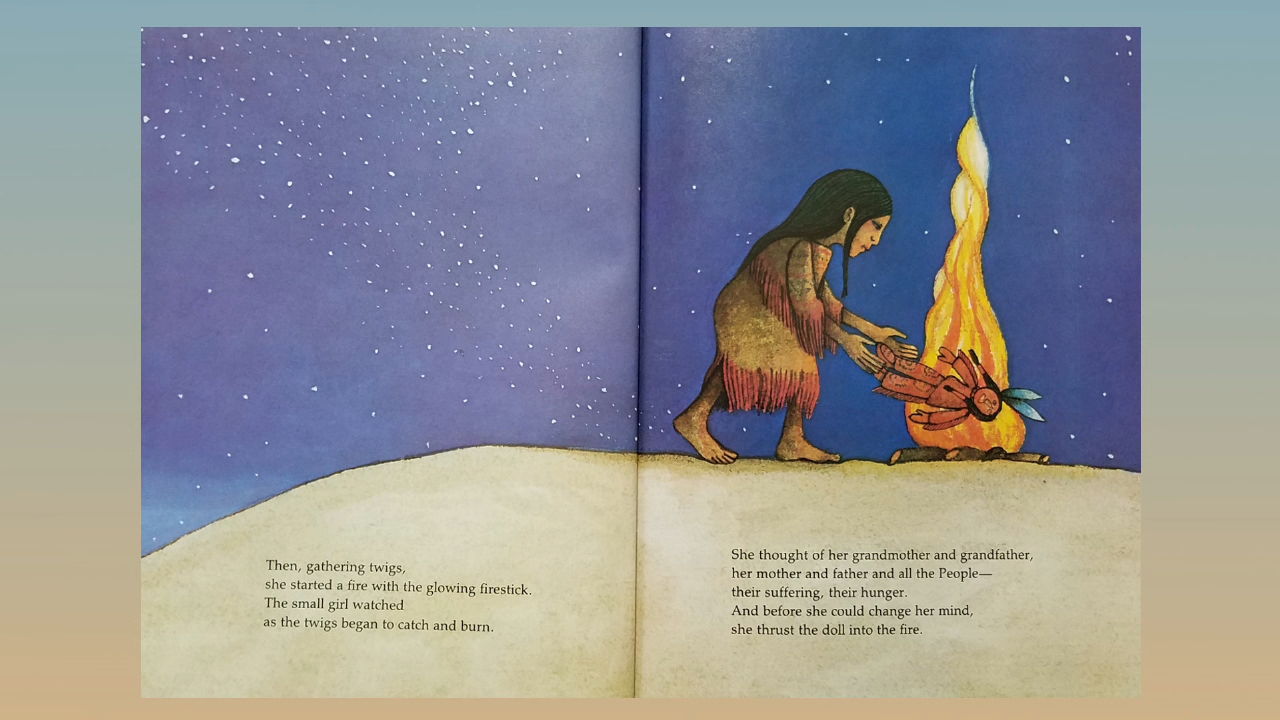 Then, gathering twigs,
she started a fire with the glowing firestick.
The small girl watched
as the twigs began to catch and burn.
She thought of her grandmother and grandfather,
her mother and father and all the People—
their suffering, their hunger.
And before she could change her mind,
she thrust the doll into the fire.